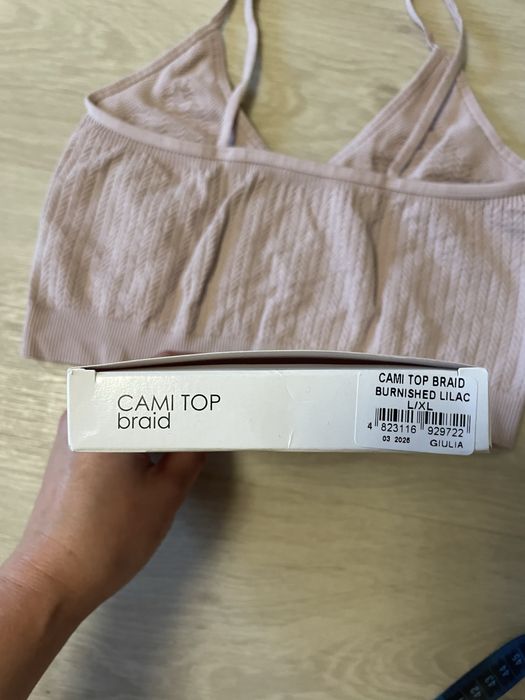 CAMI TOP
braid
CAMI TOP BRAID
BURNISHED LILAC
L/XL
4 823116 929722
03 2026 GIULIA